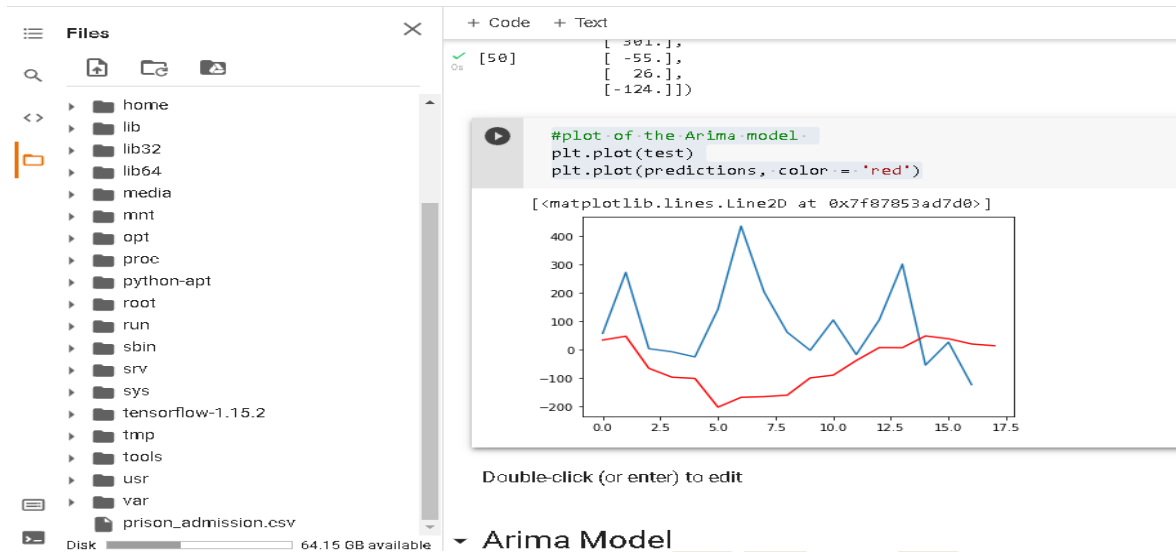 Files
home
lib
lib32
lib64
media
mnt
opt
proc
python-apt
root
run
sbin
srv
sys
tensorflow-1.15.2
tmp
tools
usr
var
prison_admission.csv
Disk 64.15 GB available
+ Code + Text
[ 301.],
0s [50] [ -55.],
[ 26.],
[-124.]])
#plot of the Arima model
plt.plot(test)
plt.plot(predictions, color = 'red')
[<matplotlib.lines.Line2D at 0x7f87853ad7d0>]
400
300
200
100
0
−100
−200
0.0 2.5 5.0 7.5 10.0 12.5 15.0 17.5
Double-click (or enter) to edit
Arima Model